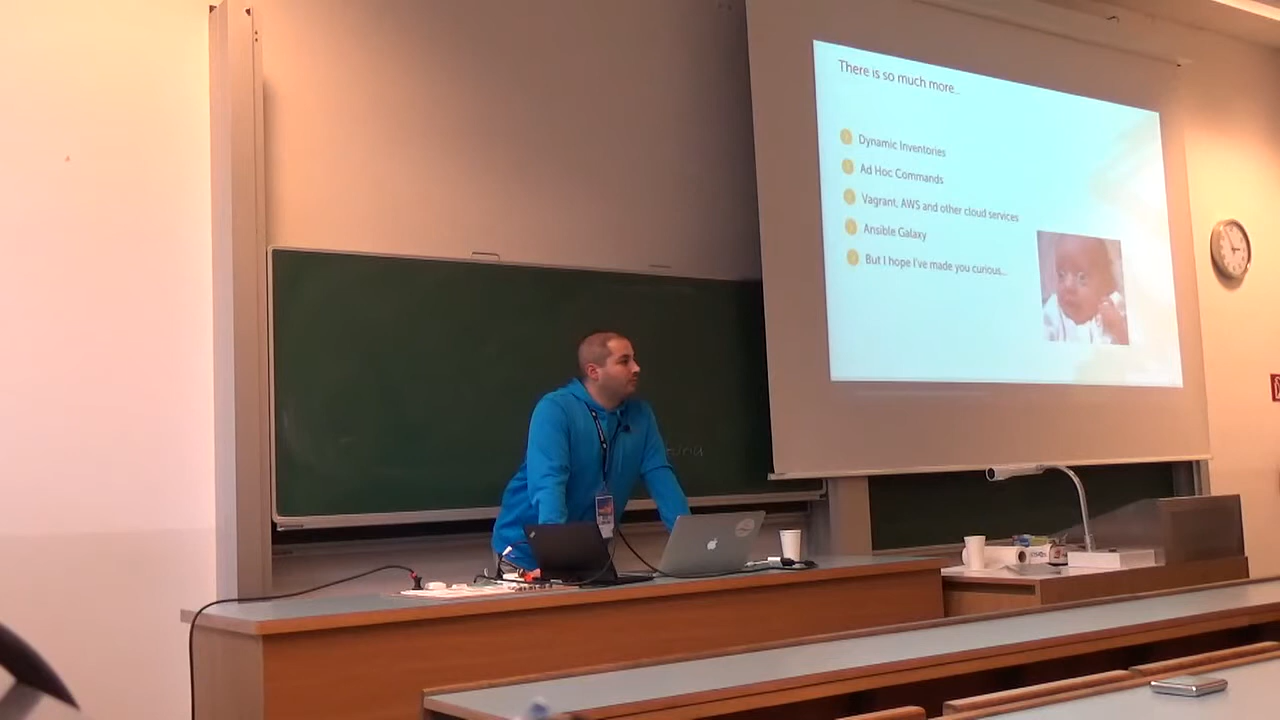 There is so much more...
Dynamic Inventories
Ad Hoc Commands
Vagrant, AWS and other cloud services
Ansible Galaxy
But I hope I've made you curious...